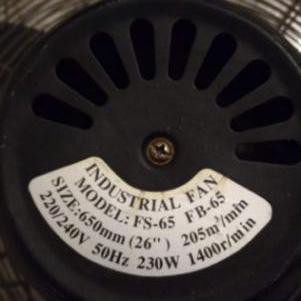 INDUSTRIAL FAN
MODEL: FS-65 FB-65
SIZE:650mm (26") 205m³/min
220/240V 50Hz 230W 1400r/min